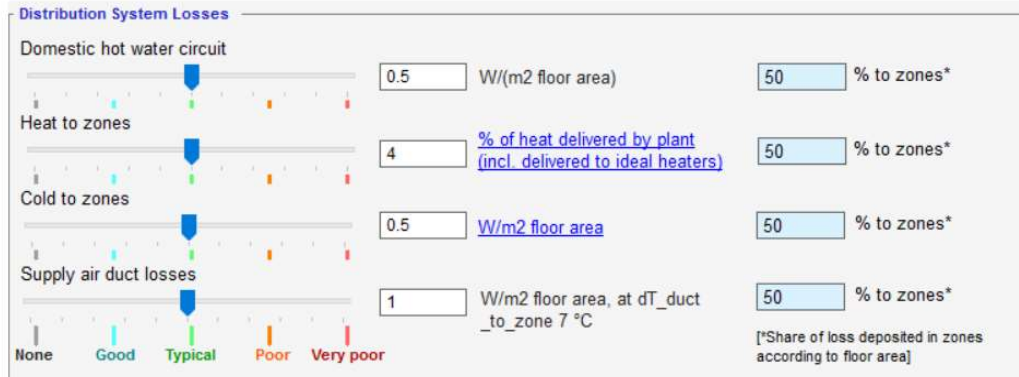 Distribution System Losses
Domestic hot water circuit
0.5 W/(m2 floor area) 50 % to zones*
Heat to zones
4 % of heat delivered by plant
(incl. delivered to ideal heaters) 50 % to zones*
Cold to zones
0.5 W/m2 floor area 50 % to zones*
Supply air duct losses
1 W/m2 floor area, at dT_duct
_to_zone 7 °C 50 % to zones*
None Good Typical Poor Very poor
[*Share of loss deposited in zones
according to floor area]